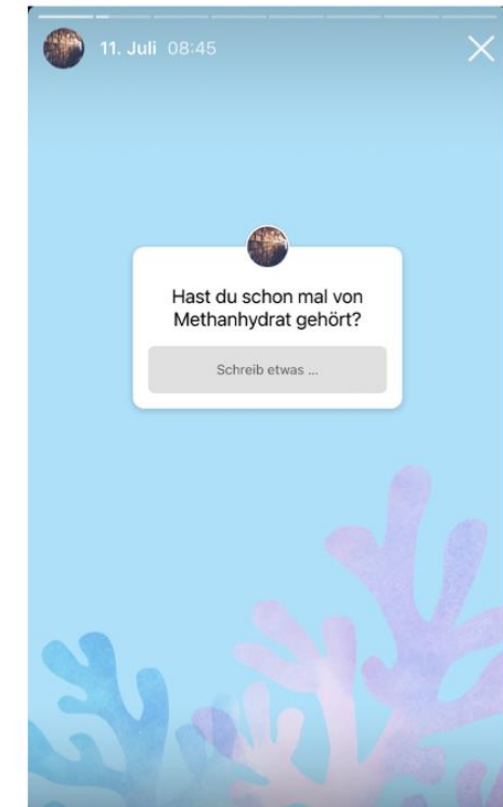 11. Juli 08:45
Hast du schon mal von
Methanhydrat gehört?
Schreib etwas ...